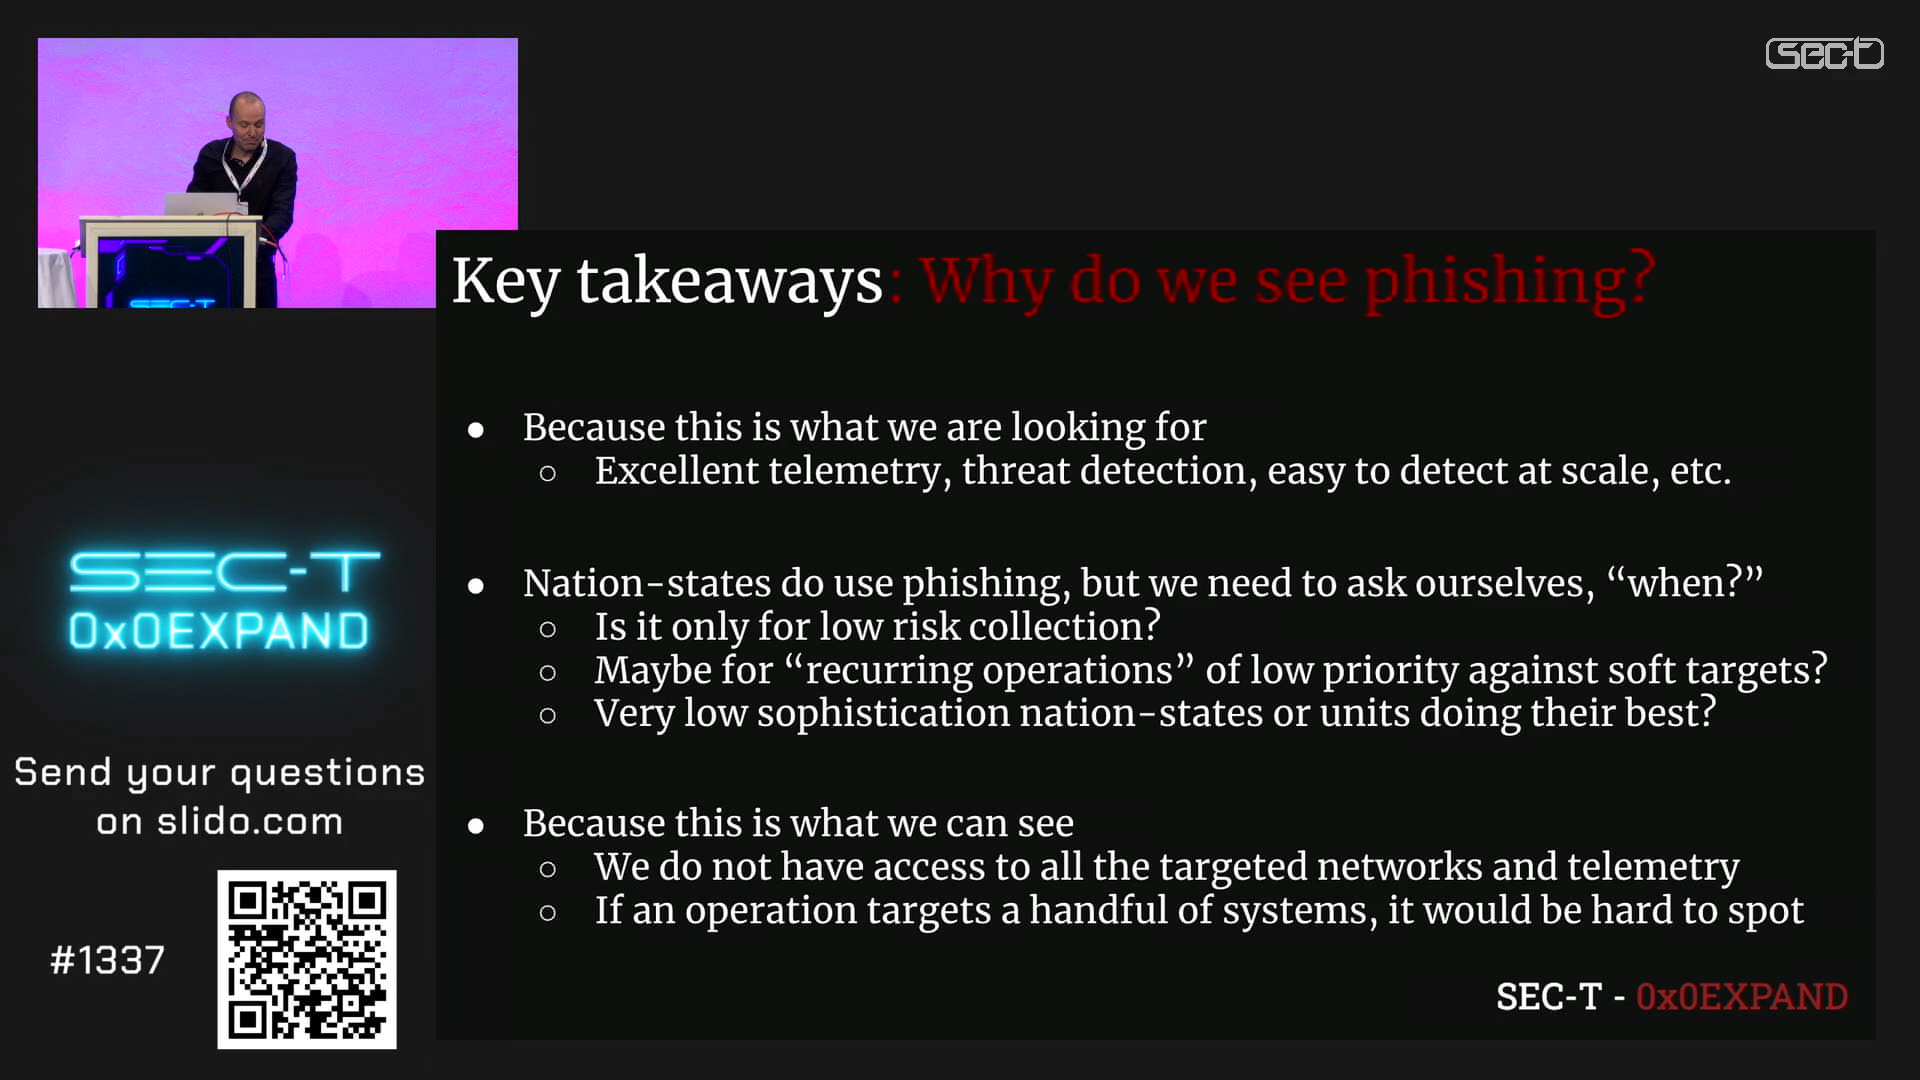 sec-t
SEC-T
Key takeaways: Why do we see phishing?
● Because this is what we are looking for
○ Excellent telemetry, threat detection, easy to detect at scale, etc.
● Nation-states do use phishing, but we need to ask ourselves, “when?”
○ Is it only for low risk collection?
○ Maybe for “recurring operations” of low priority against soft targets?
○ Very low sophistication nation-states or units doing their best?
● Because this is what we can see
○ We do not have access to all the targeted networks and telemetry
○ If an operation targets a handful of systems, it would be hard to spot
SEC-T - 0x0EXPAND
SEC-T
0x0EXPAND
Send your questions
on slido.com
#1337